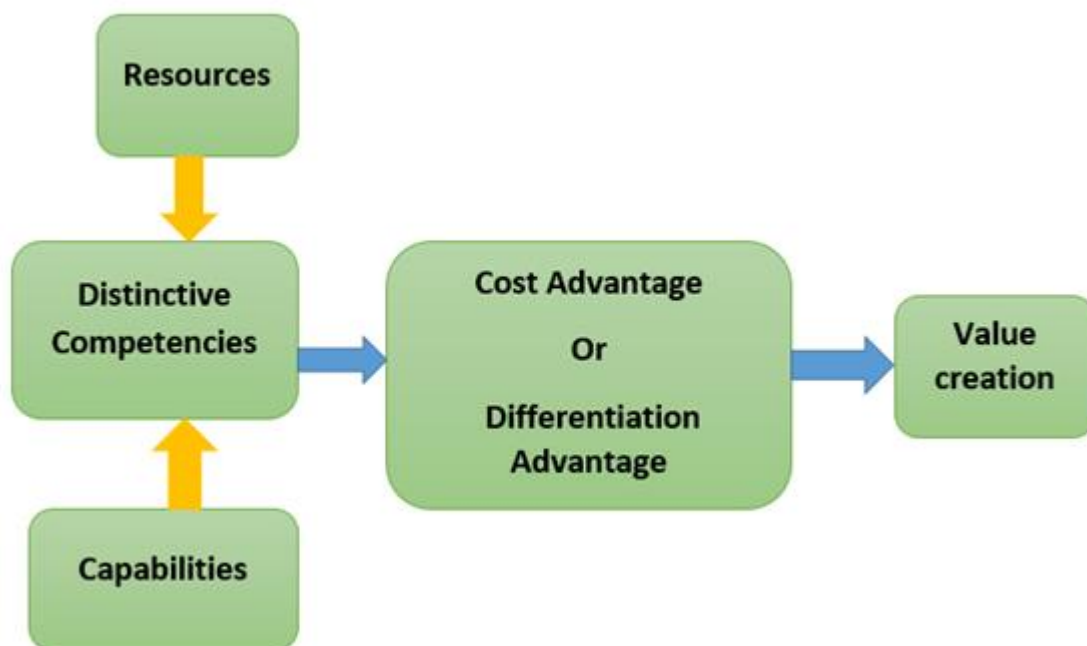 Resources
Distinctive
Competencies
Capabilities
Cost Advantage
Or
Differentiation
Advantage
Value
creation